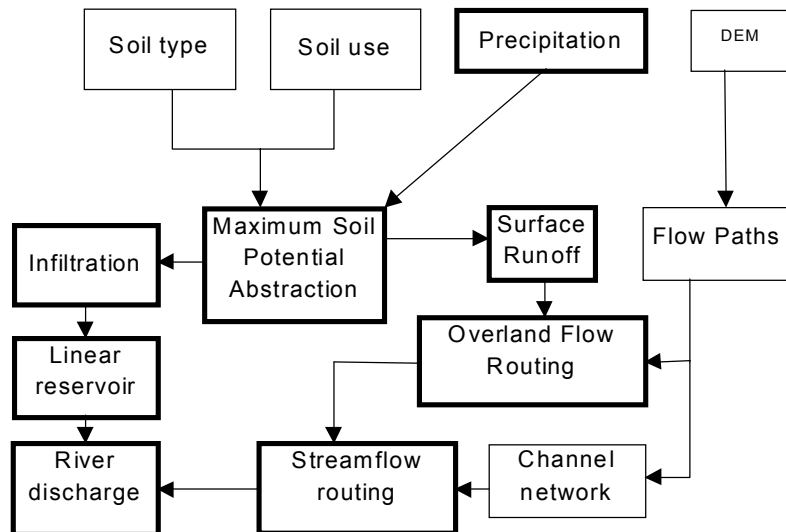 Soil type
Soil use
Precipitation
DEM
Maximum Soil
Potential
Abstraction
Surface
Runoff
Flow Paths
Infiltration
Linear
reservoir
Overland Flow
Routing
River
discharge
Streamflow
routing
Channel
network